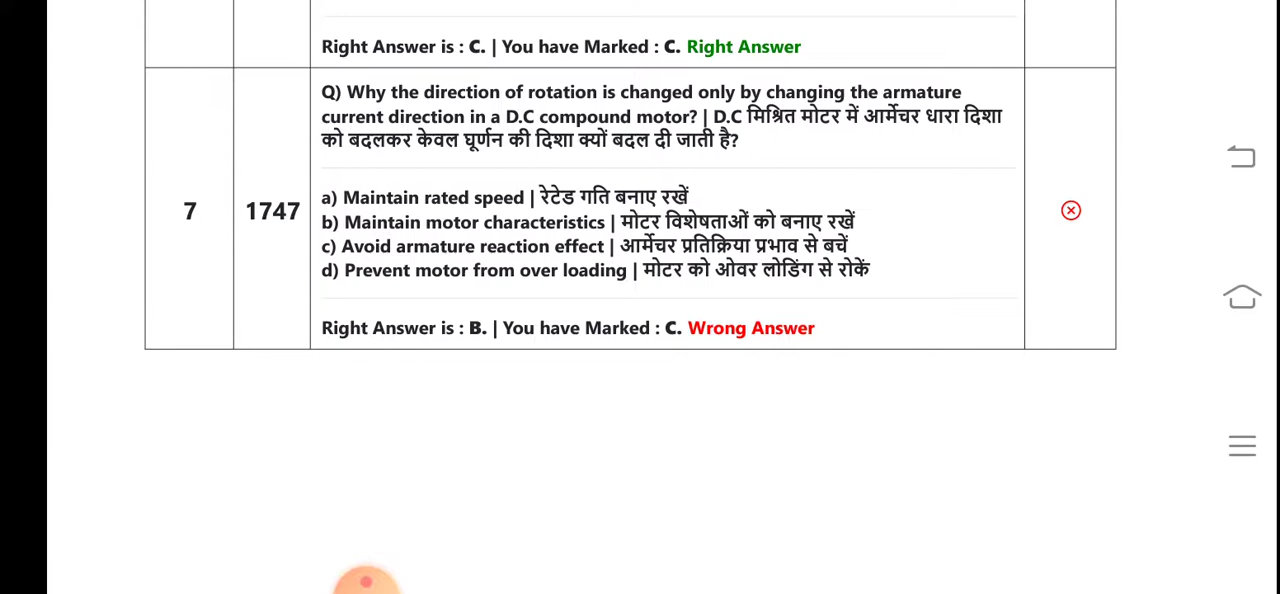 Right Answer is : C. | You have Marked : C. Right Answer
Q) Why the direction of rotation is changed only by changing the armature
current direction in a D.C compound motor? | D.C मिश्रित मोटर में आर्मेचर धारा दिशा
को बदलकर केवल घूर्णन की दिशा क्यों बदल दी जाती है?
7
1747
a) Maintain rated speed | रेटेड गति बनाए रखें
b) Maintain motor characteristics | मोटर विशेषताओं को बनाए रखें
c) Avoid armature reaction effect | आर्मेचर प्रतिक्रिया प्रभाव से बचें
d) Prevent motor from over loading | मोटर को ओवर लोडिंग से रोकें
Right Answer is : B. | You have Marked : C. Wrong Answer